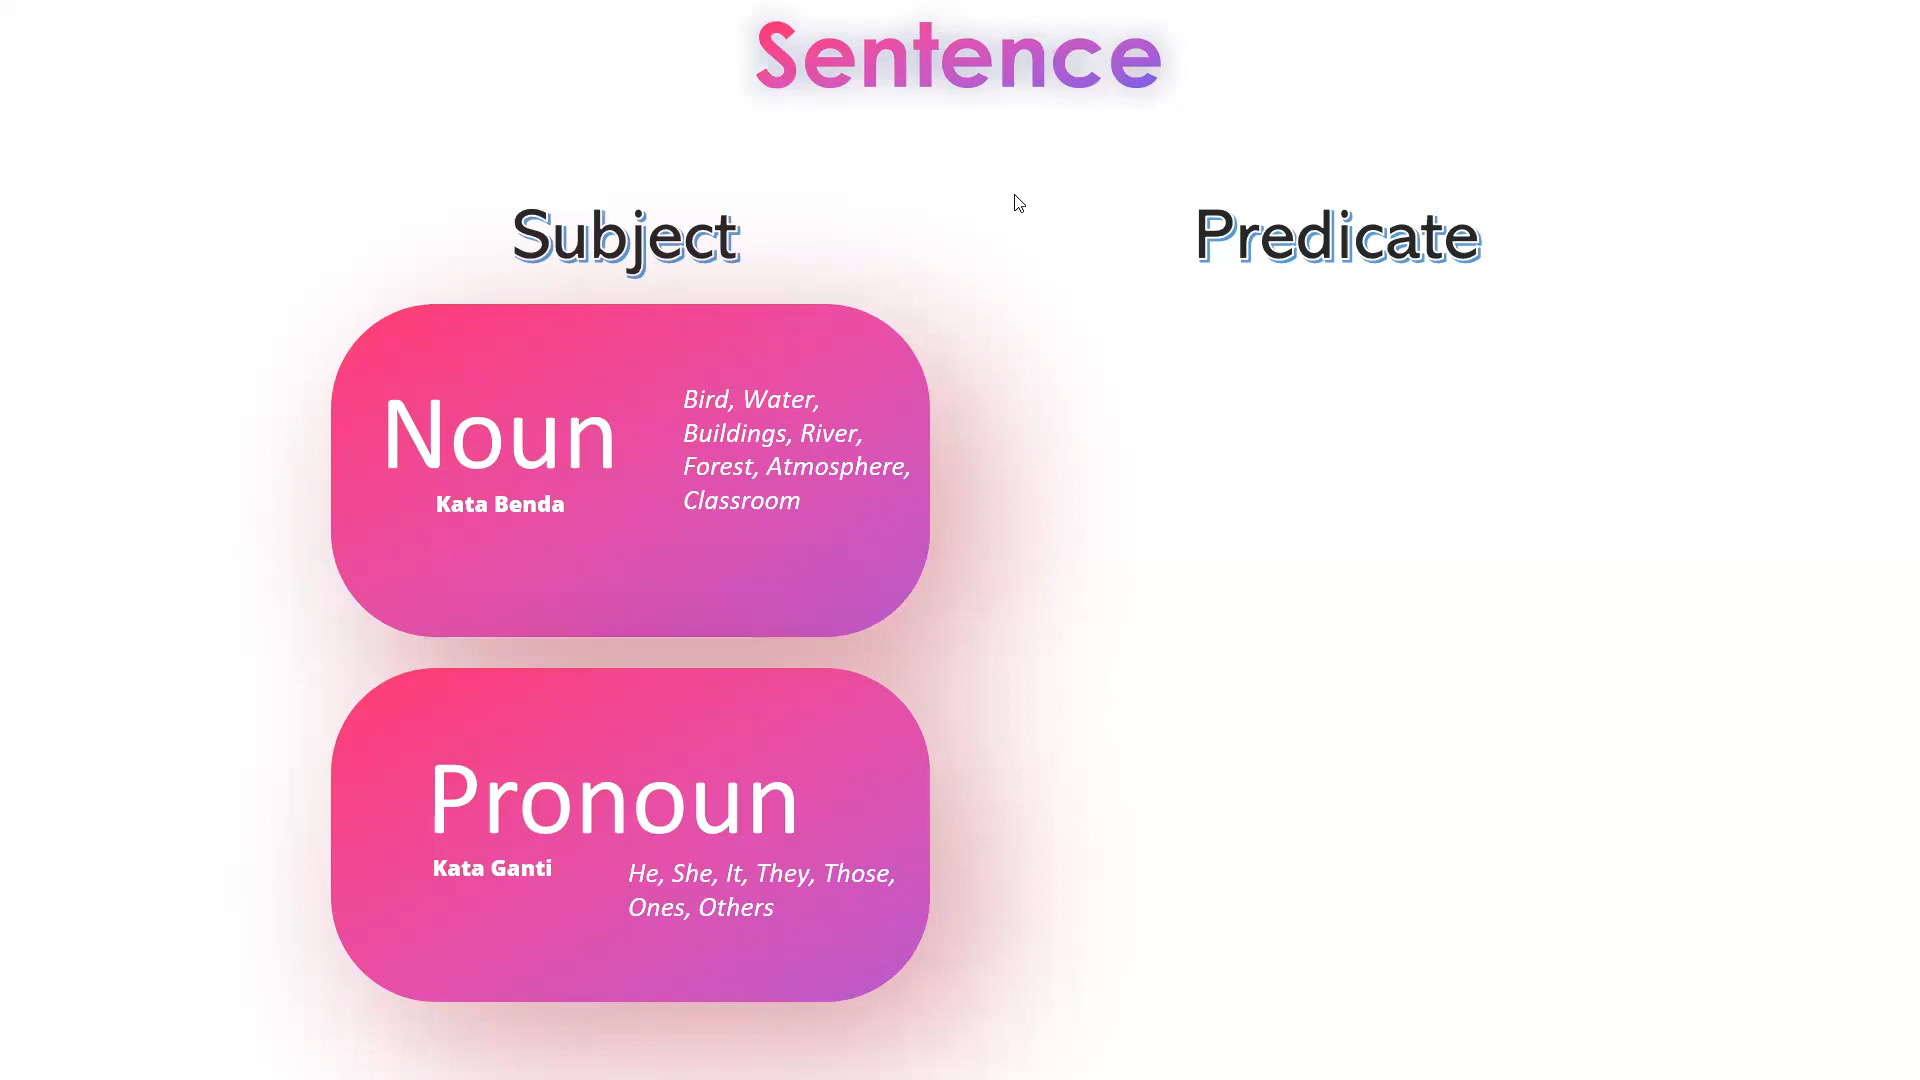 Sentence
Subject
Predicate
Noun
Kata Benda
Bird, Water,
Buildings, River,
Forest, Atmosphere,
Classroom
Pronoun
Kata Ganti
He, She, It, They, Those,
Ones, Others